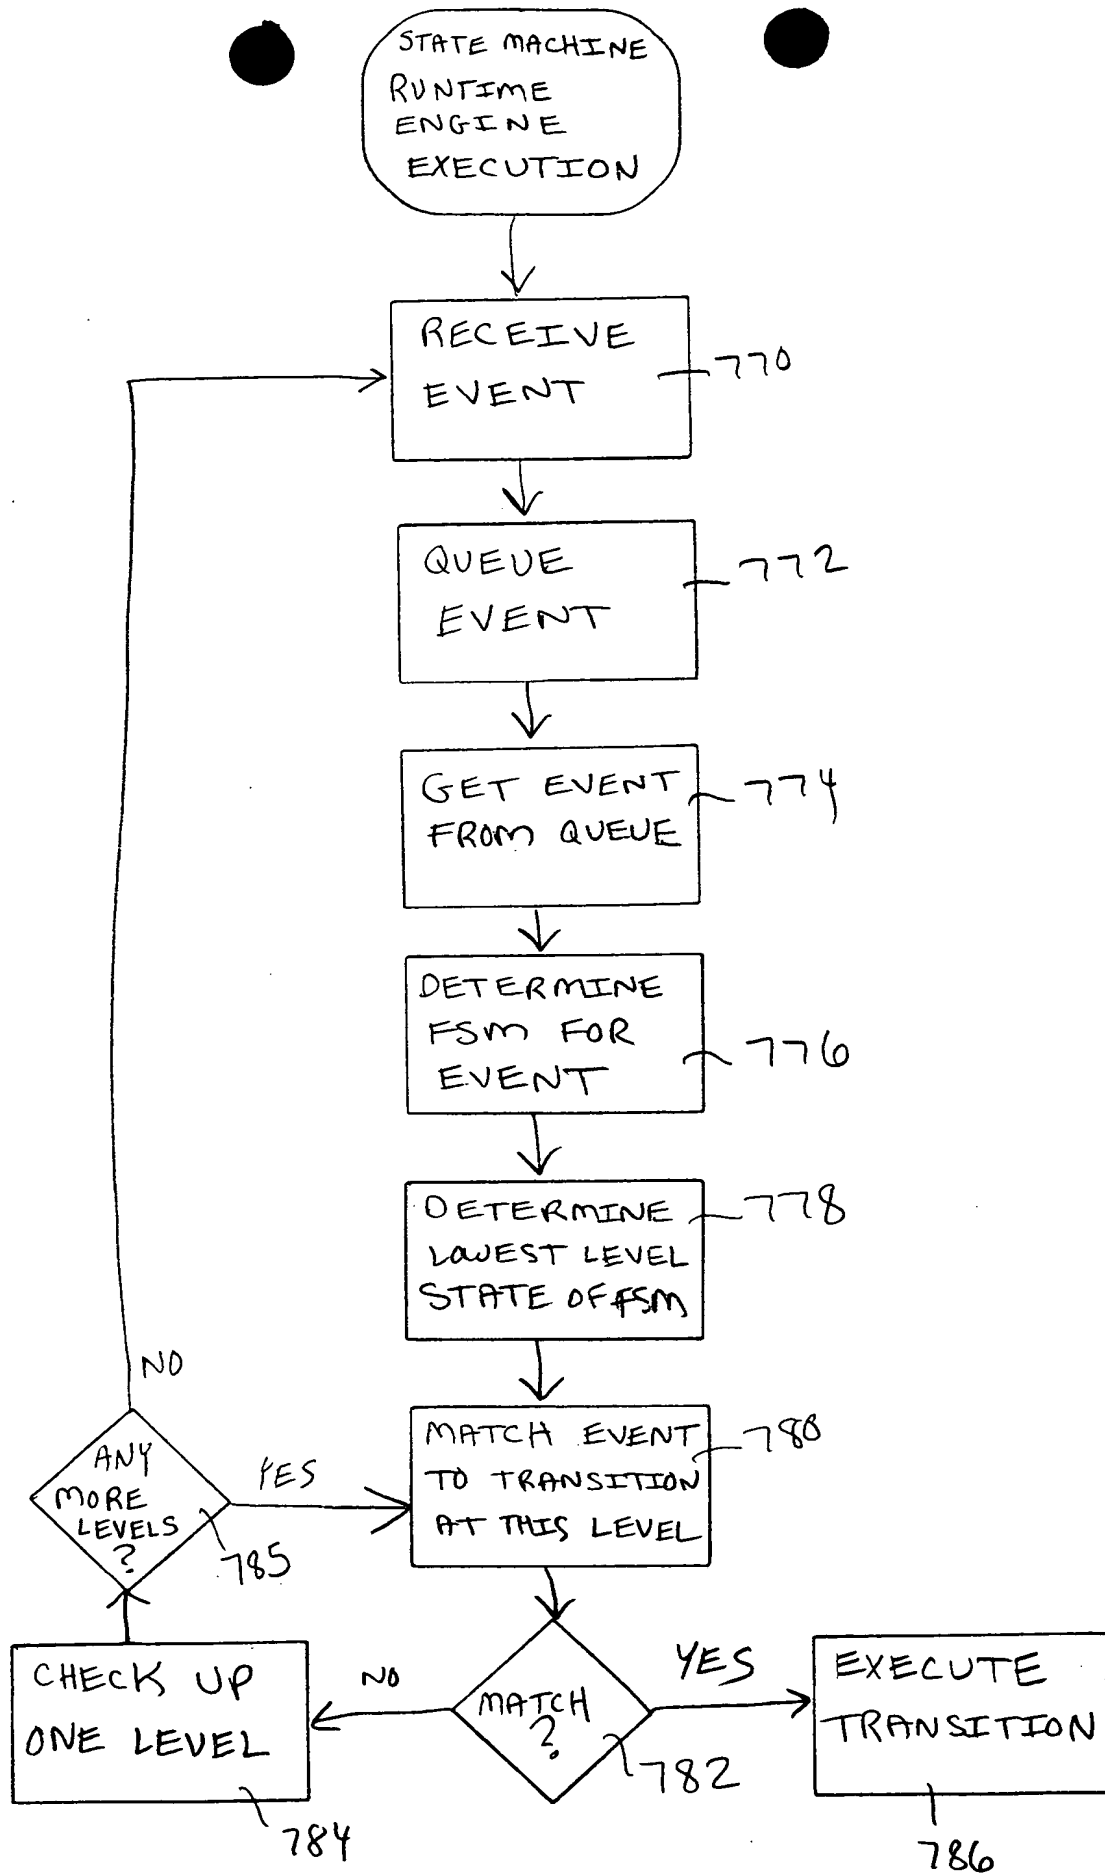 STATE MACHINE
RUNTIME
ENGINE
EXECUTION
RECEIVE
EVENT
770
QUEUE
EVENT
772
GET EVENT
FROM QUEUE
774
DETERMINE
FSM FOR
EVENT
776
DETERMINE
LOWEST LEVEL
STATE OF FSM
778
MATCH EVENT
TO TRANSITION
AT THIS LEVEL
780
NO
ANY
MORE
LEVELS
?
YES
785
CHECK UP
ONE LEVEL
784
NO
MATCH
?
782
YES
EXECUTE
TRANSITION
786